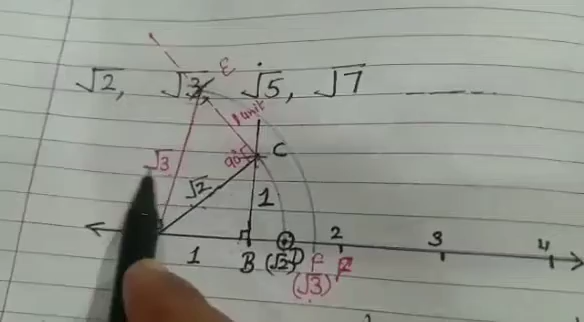 √2, √3, √5, √7
E
1 unit
90°
C
√3
√2
1
1 B (√2) F 2 3 4
(√3)